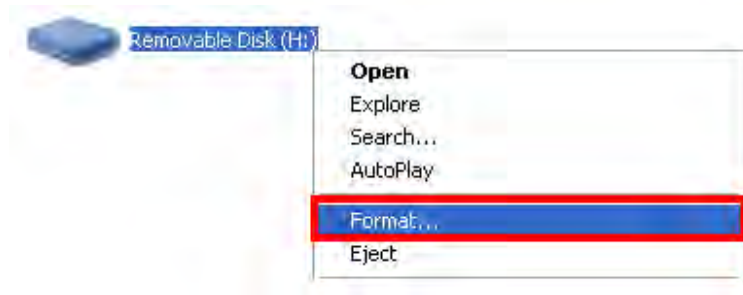 Removable Disk (H:)
Open
Explore
Search...
AutoPlay
Format...
Eject